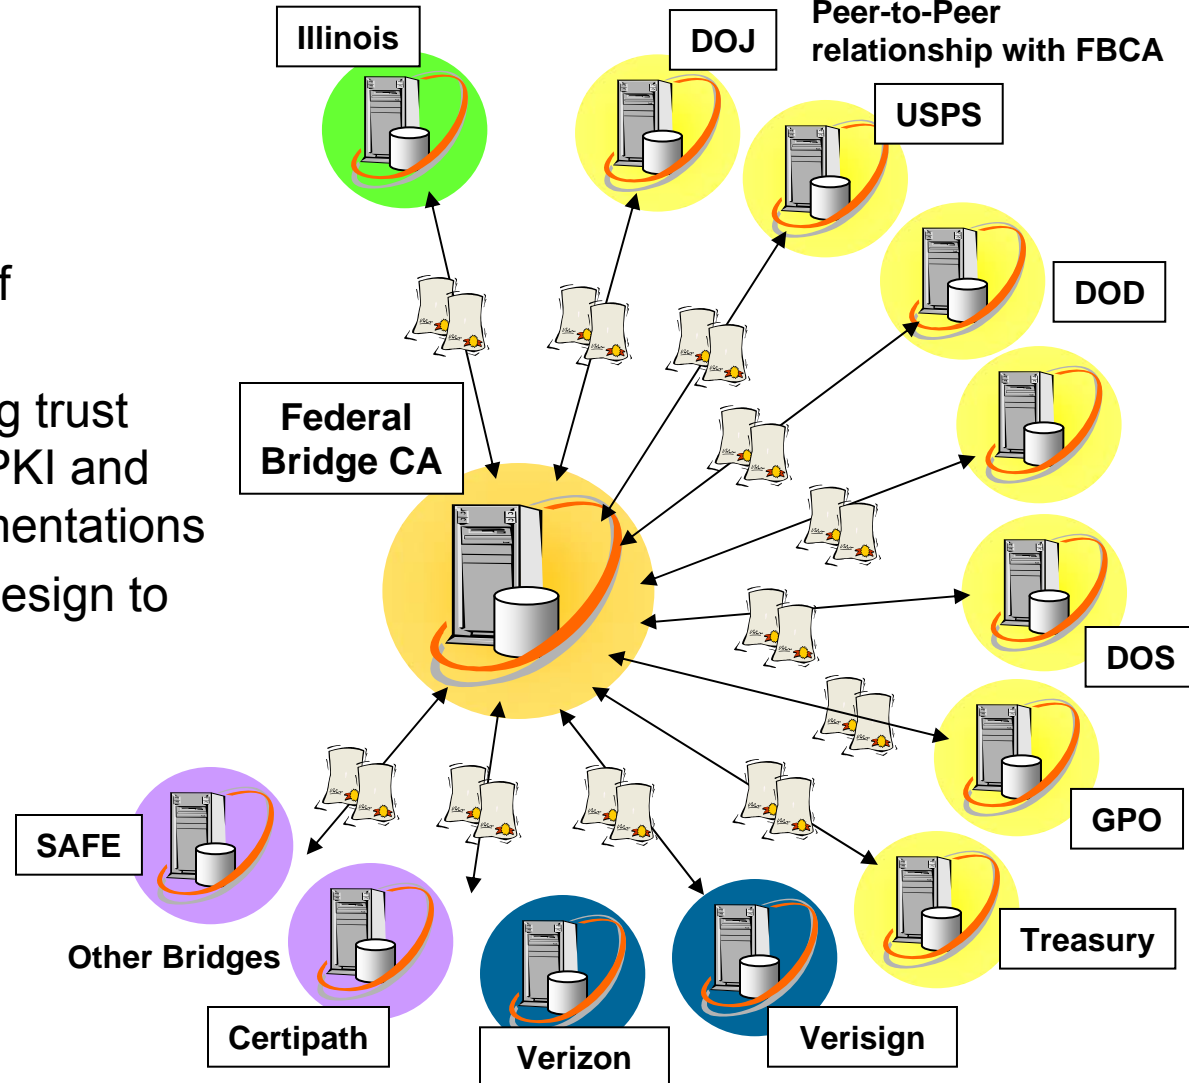 Peer-to-Peer
relationship with FBCA
Illinois
DOJ
USPS
DOD
f
g trust
PKI and
mentations
esign to
Federal
Bridge CA
DOS
GPO
SAFE
Treasury
Other Bridges
Certipath
Verizon
Verisign